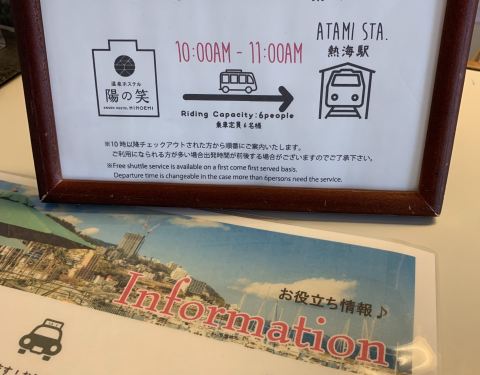 ATAMI STA.
熱海駅
10:00AM - 11:00AM
温泉ホステル
陽の笑
ONSEN HOSTEL HINOEMI
Riding Capacity:6people
乗車定員6名様
※10時以降チェックアウトされた方から順番にご案内いたします。
ご利用になられる方が多い場合出発時間が前後する場合がございますのでご了承下さい。
※Free shuttle service is available on a first come first served basis.
Departure time is changeable in the case more than 6persons need the service.
お役立ち情報♪
Information